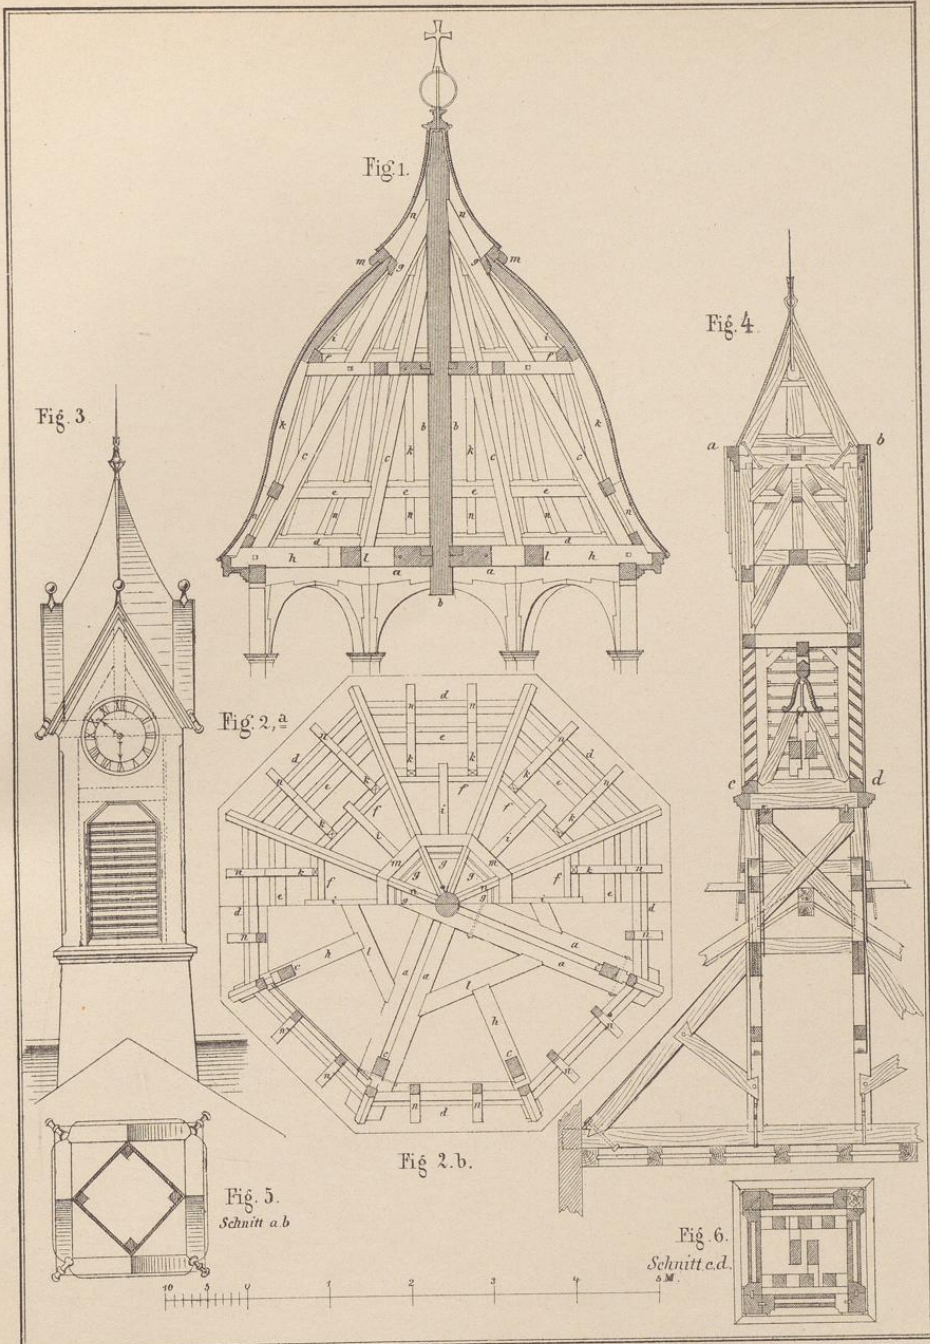 Fig. 1.
n n
m g g m
i i
f f
k k
b b
c c k k c c
e e e e
n n n n n n
d d
h l l h
a a
b
Fig. 3.
Fig. 4.
a b
c d
Fig. 2, a
d
n n
n e n
d k k d
n k e f f k e n
k f i k
i i
m g m
n k f g g f k n
d e i g g i e d
n n
h l a
c a a a c
l
n h n
c c
n n n n
d
Fig 2. b.
Fig. 5.
Schnitt a.b
Fig. 6.
Schnitt c.d.
10 5 0 1 2 3 4 5 M.